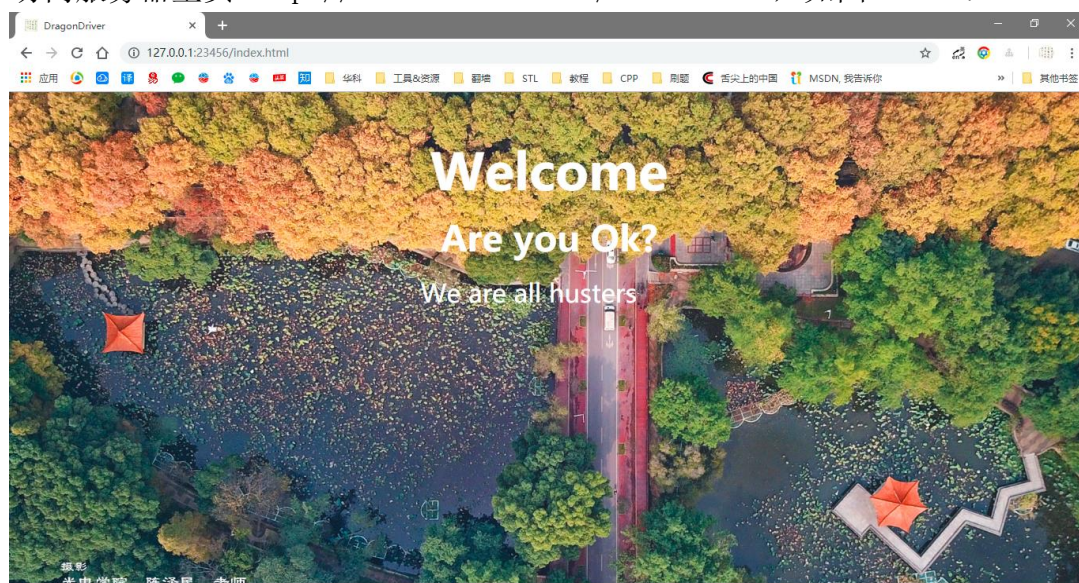 DragonDriver
127.0.0.1:23456/index.html
应用 华科 工具&资源 翻墙 STL 教程 CPP 刷题 舌尖上的中国 MSDN, 我告诉你 » 其他书签
Welcome
Are you Ok?
We are all husters
摄影